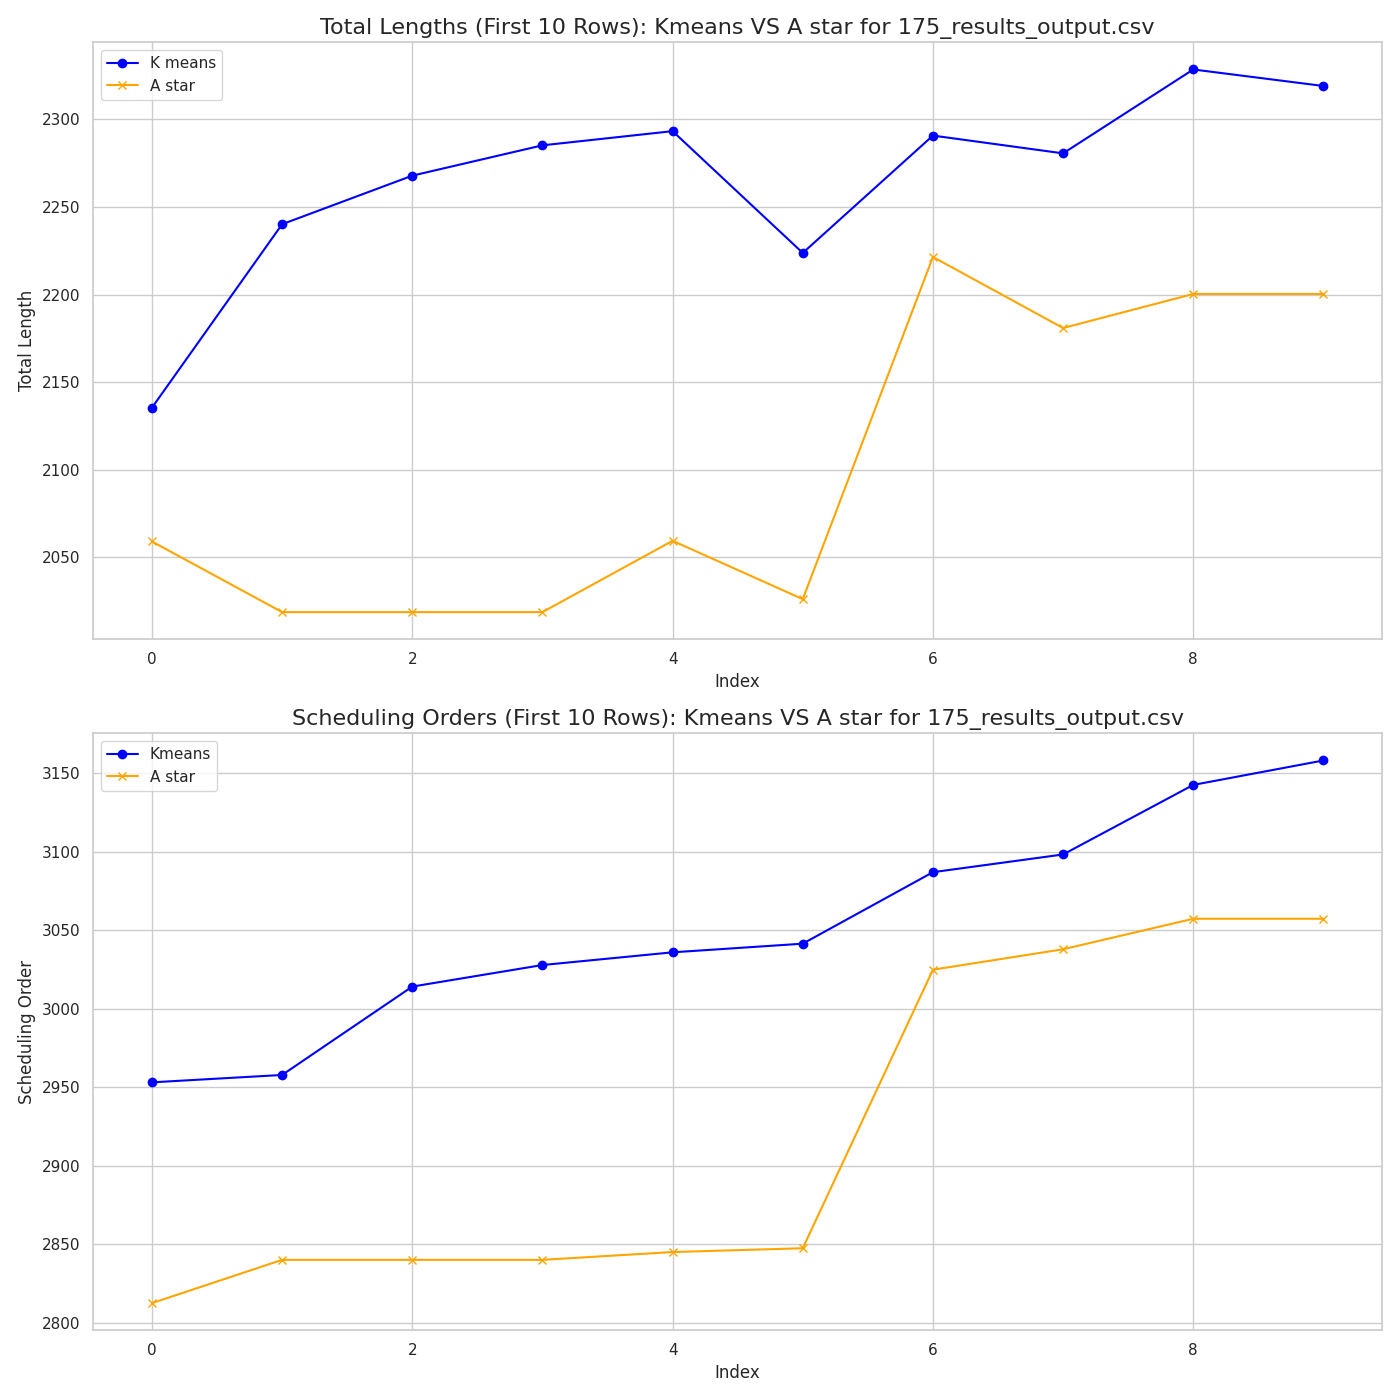 Total Lengths (First 10 Rows): Kmeans VS A star for 175_results_output.csv
K means
A star
2300
2250
2200
2150
2100
2050
Total Length
0 2 4 6 8
Index
Scheduling Orders (First 10 Rows): Kmeans VS A star for 175_results_output.csv
Kmeans
A star
3150
3100
3050
3000
2950
2900
2850
2800
Scheduling Order
0 2 4 6 8
Index